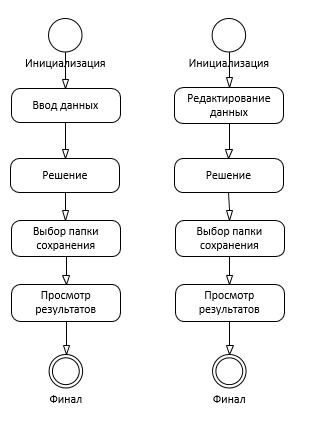 Инициализация
Ввод данных
Решение
Выбор папки
сохранения
Просмотр
результатов
Финал
Инициализация
Редактирование
данных
Решение
Выбор папки
сохранения
Просмотр
результатов
Финал